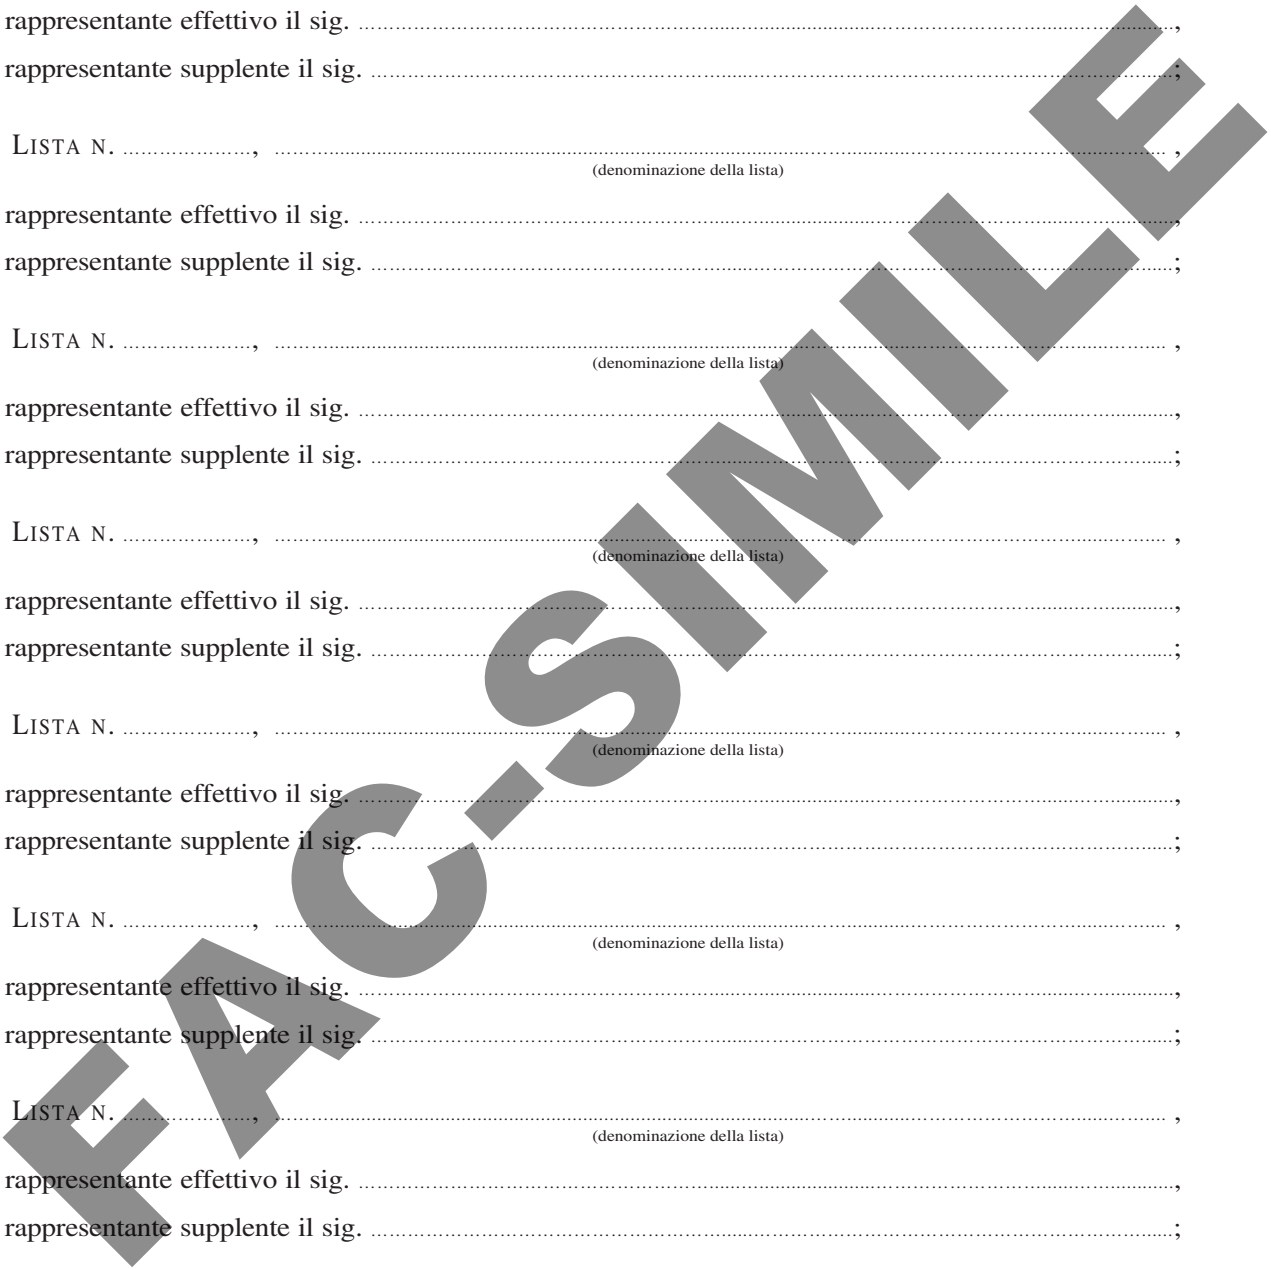 rappresentante effettivo il sig. ........................................,
rappresentante supplente il sig. ........................................;
LISTA N. ...................., ........................................ ,
(denominazione della lista)
rappresentante effettivo il sig. ........................................,
rappresentante supplente il sig. ........................................;
LISTA N. ...................., ........................................ ,
(denominazione della lista)
rappresentante effettivo il sig. ........................................,
rappresentante supplente il sig. ........................................;
LISTA N. ...................., ........................................ ,
(denominazione della lista)
rappresentante effettivo il sig. ........................................,
rappresentante supplente il sig. ........................................;
LISTA N. ...................., ........................................ ,
(denominazione della lista)
rappresentante effettivo il sig. ........................................,
rappresentante supplente il sig. ........................................;
LISTA N. ...................., ........................................ ,
(denominazione della lista)
rappresentante effettivo il sig. ........................................,
rappresentante supplente il sig. ........................................;
LISTA N. ...................., ........................................ ,
(denominazione della lista)
rappresentante effettivo il sig. ........................................,
rappresentante supplente il sig. ........................................;
FAC-SIMILE